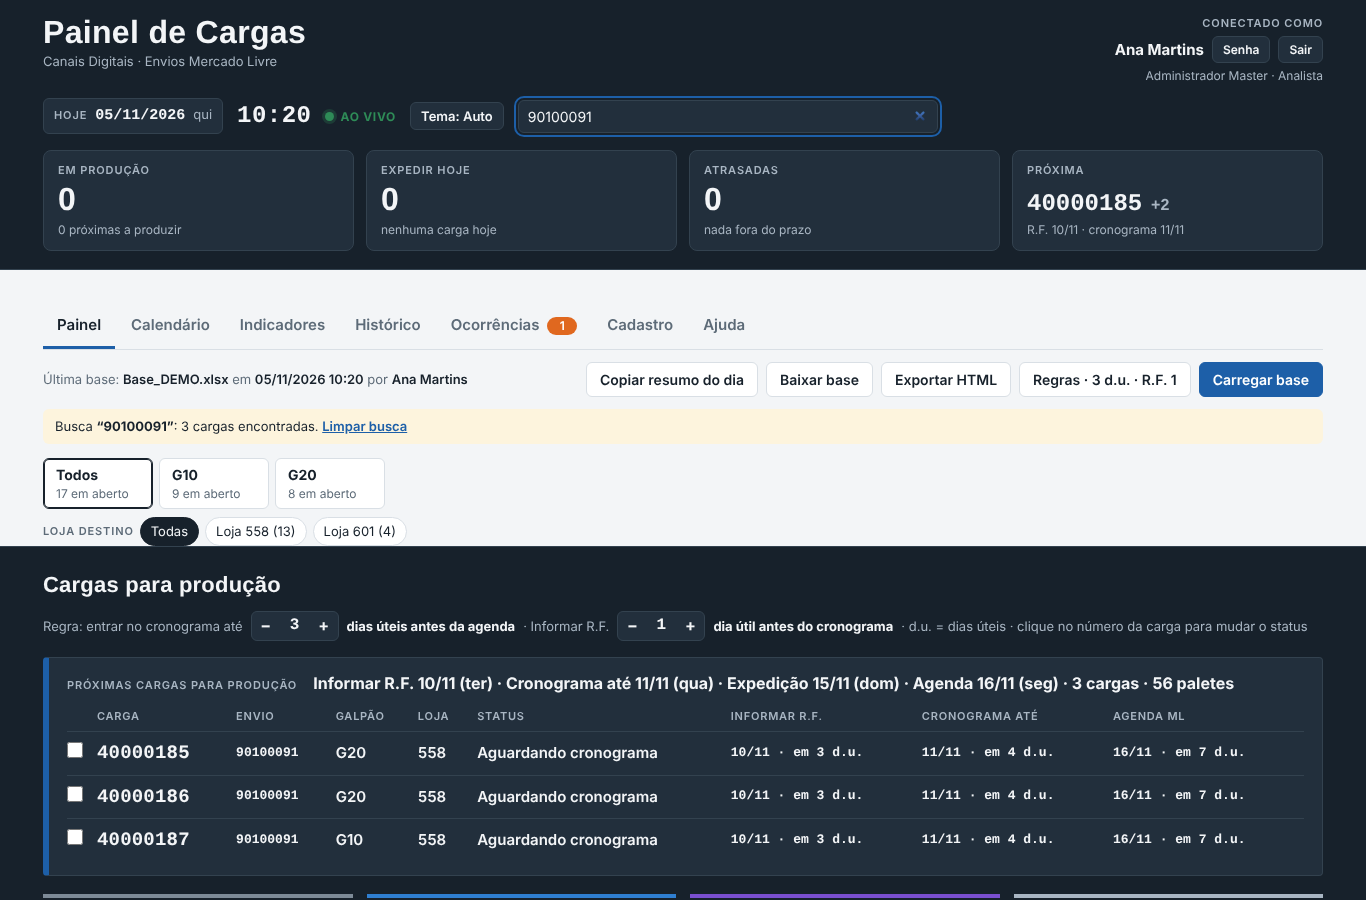 Painel de Cargas
Canais Digitais · Envios Mercado Livre
CONECTADO COMO
Ana Martins Senha Sair
Administrador Master · Analista
HOJE 05/11/2026 qui 10:20 AO VIVO Tema: Auto 90100091 ×
EM PRODUÇÃO
0
0 próximas a produzir
EXPEDIR HOJE
0
nenhuma carga hoje
ATRASADAS
0
nada fora do prazo
PRÓXIMA
40000185 +2
R.F. 10/11 · cronograma 11/11
Painel Calendário Indicadores Histórico Ocorrências 1 Cadastro Ajuda
Última base: Base_DEMO.xlsx em 05/11/2026 10:20 por Ana Martins
Copiar resumo do dia Baixar base Exportar HTML Regras · 3 d.u. · R.F. 1 Carregar base
Busca “90100091”: 3 cargas encontradas. Limpar busca
Todos
17 em aberto
G10
9 em aberto
G20
8 em aberto
LOJA DESTINO Todas Loja 558 (13) Loja 601 (4)
Cargas para produção
Regra: entrar no cronograma até − 3 + dias úteis antes da agenda · Informar R.F. − 1 + dia útil antes do cronograma · d.u. = dias úteis · clique no número da carga para mudar o status
PRÓXIMAS CARGAS PARA PRODUÇÃO Informar R.F. 10/11 (ter) · Cronograma até 11/11 (qua) · Expedição 15/11 (dom) · Agenda 16/11 (seg) · 3 cargas · 56 paletes
CARGA ENVIO GALPÃO LOJA STATUS INFORMAR R.F. CRONOGRAMA ATÉ AGENDA ML
40000185 90100091 G20 558 Aguardando cronograma 10/11 · em 3 d.u. 11/11 · em 4 d.u. 16/11 · em 7 d.u.
40000186 90100091 G20 558 Aguardando cronograma 10/11 · em 3 d.u. 11/11 · em 4 d.u. 16/11 · em 7 d.u.
40000187 90100091 G10 558 Aguardando cronograma 10/11 · em 3 d.u. 11/11 · em 4 d.u. 16/11 · em 7 d.u.